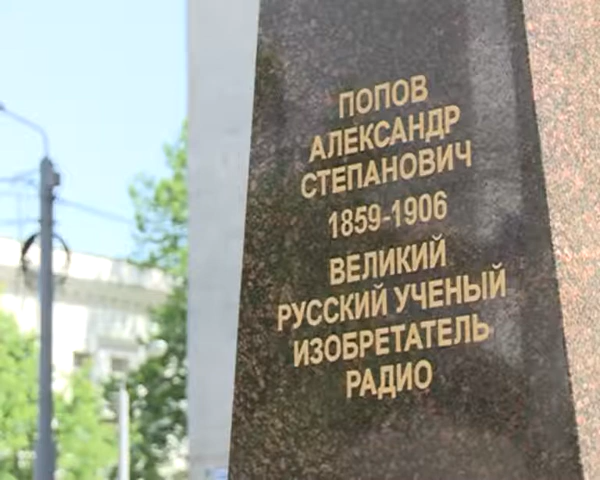 ПОПОВ
АЛЕКСАНДР
СТЕПАНОВИЧ
1859-1906
ВЕЛИКИЙ
РУССКИЙ УЧЕНЫЙ
ИЗОБРЕТАТЕЛЬ
РАДИО